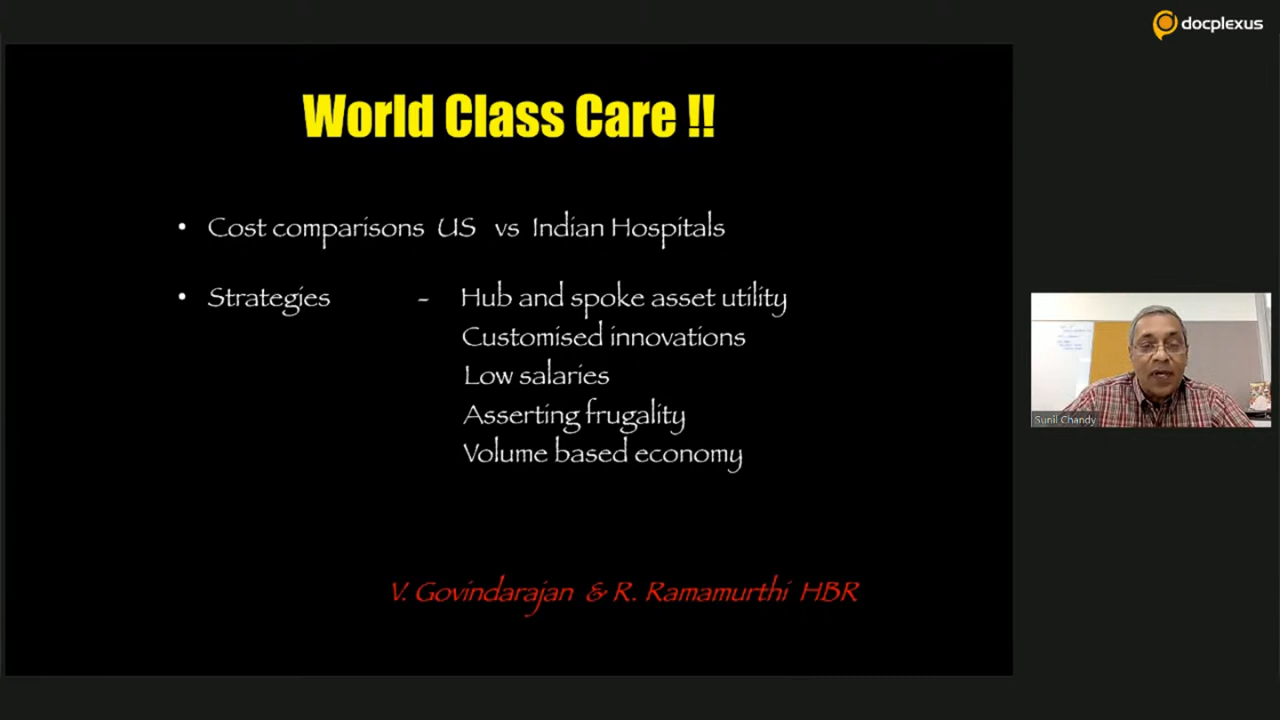 docplexus
World Class Care !!
• Cost comparisons US vs Indian Hospitals
• Strategies - Hub and spoke asset utility
Customised innovations
Low salaries
Asserting frugality
Volume based economy
V. Govindarajan & R. Ramamurthi HBR
Sunil Chandy